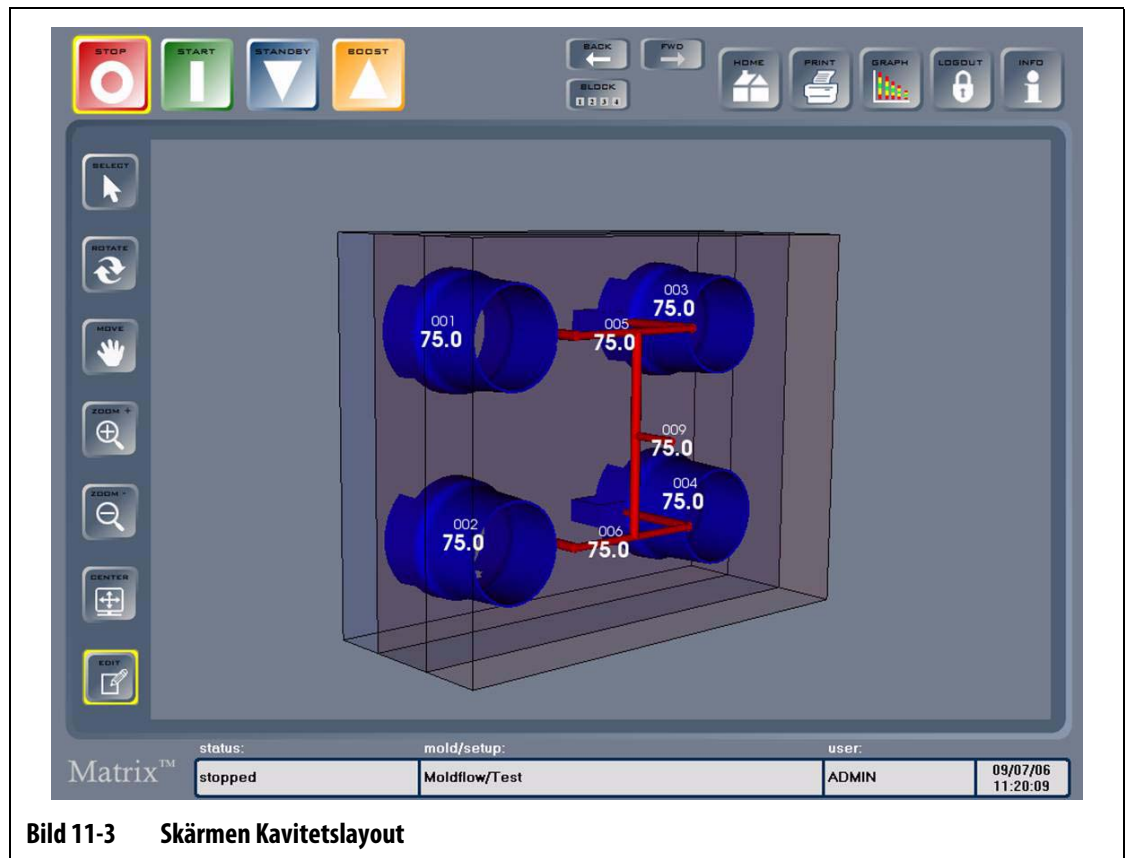 STOP
START
STANDBY
BOOST
BACK
FWD
BLOCK
1 2 3 4
HOME
PRINT
GRAPH
LOGOUT
INFO
SELECT
ROTATE
MOVE
ZOOM +
ZOOM -
CENTER
EDIT
001
75.0
003
75.0
005
75.0
009
75.0
004
75.0
002
75.0
006
75.0
status:
mold/setup:
user:
Matrix™
stopped
Moldflow/Test
ADMIN
09/07/06
11:20:09
Bild 11-3 Skärmen Kavitetslayout